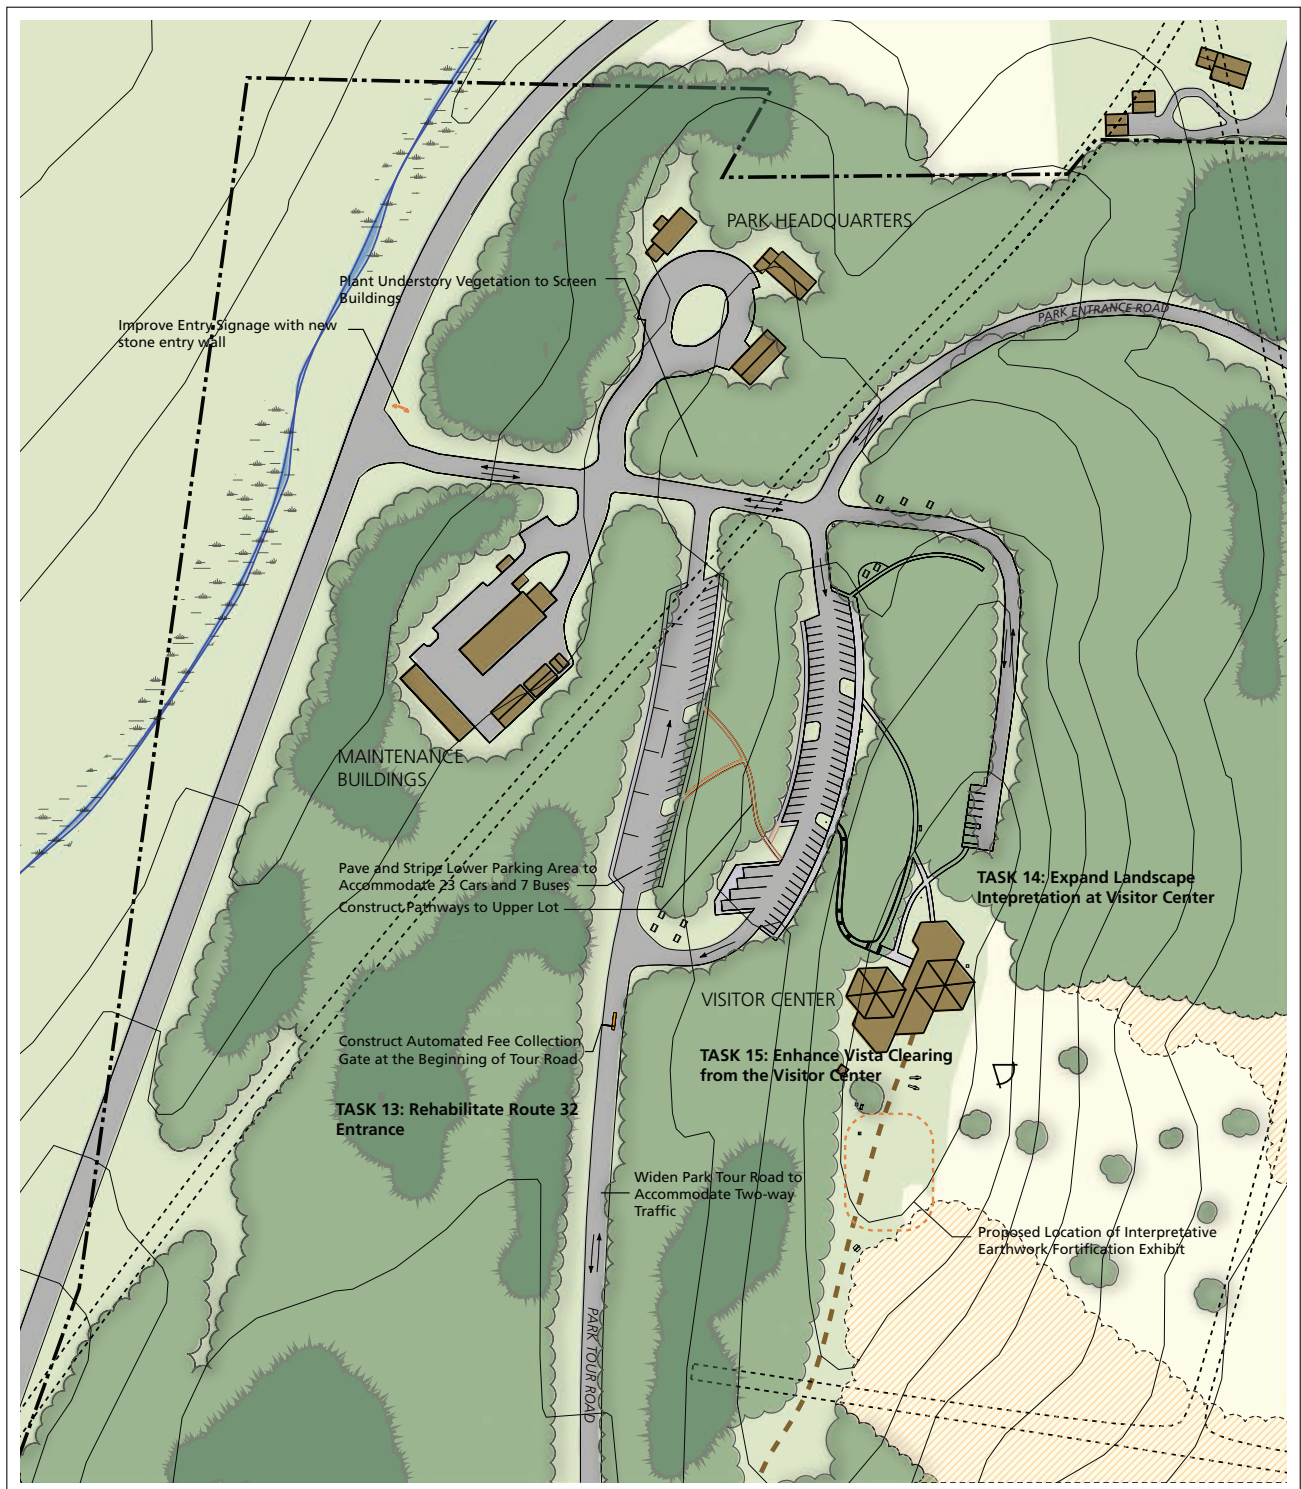 PARK HEADQUARTERS
Plant Understory Vegetation to Screen
Buildings
PARK ENTRANCE ROAD
Improve Entry Signage with new
stone entry wall
MAINTENANCE
BUILDINGS
Pave and Stripe Lower Parking Area to
Accommodate 23 Cars and 7 Buses
Construct Pathways to Upper Lot
TASK 14: Expand Landscape
Intepretation at Visitor Center
VISITOR CENTER
Construct Automated Fee Collection
Gate at the Beginning of Tour Road
TASK 15: Enhance Vista Clearing
from the Visitor Center
TASK 13: Rehabilitate Route 32
Entrance
Widen Park Tour Road to
Accommodate Two-way
Traffic
Proposed Location of Interpretative
Earthwork Fortification Exhibit
PARK TOUR ROAD